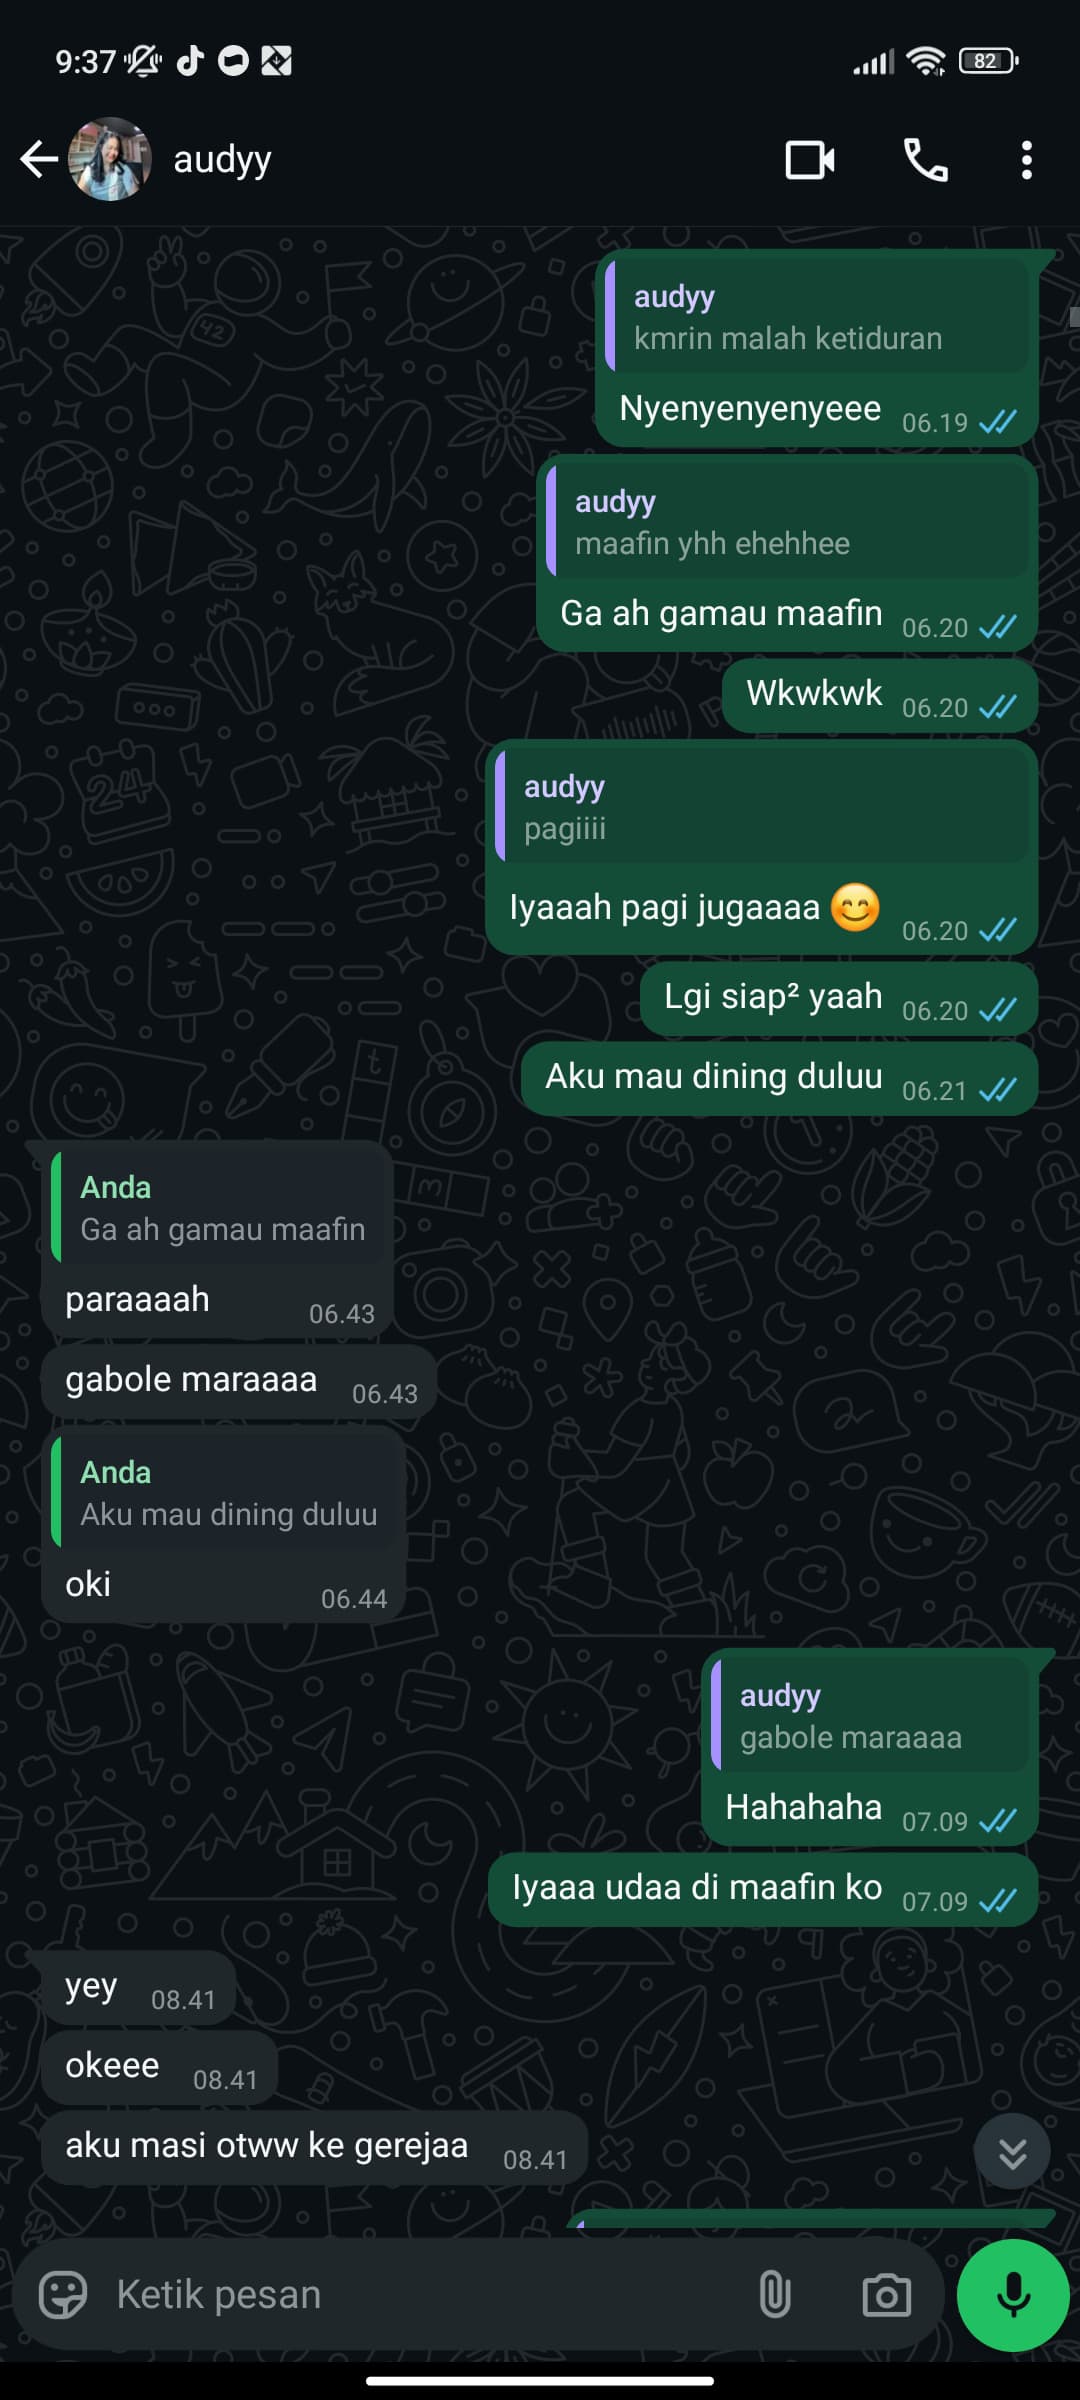 9:37
82
audyy
audyy
kmrin malah ketiduran
Nyenyenyenyeee 06.19
audyy
maafin yhh ehehhee
Ga ah gamau maafin 06.20
Wkwkwk 06.20
audyy
pagiiii
Iyaaah pagi jugaaaa 😊 06.20
Lgi siap² yaah 06.20
Aku mau dining duluu 06.21
Anda
Ga ah gamau maafin
paraaaah 06.43
gabole maraaaa 06.43
Anda
Aku mau dining duluu
oki 06.44
audyy
gabole maraaaa
Hahahaha 07.09
Iyaaa udaa di maafin ko 07.09
yey 08.41
okeee 08.41
aku masi otww ke gerejaa 08.41
Ketik pesan